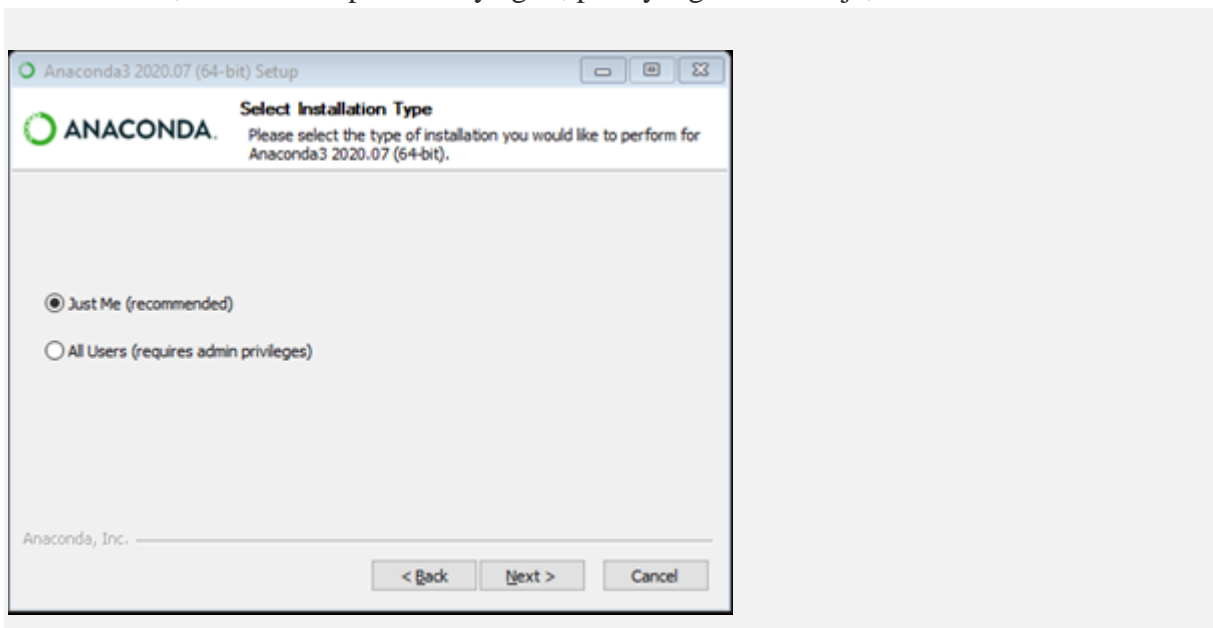 Anaconda3 2020.07 (64-bit) Setup
ANACONDA.
Select Installation Type
Please select the type of installation you would like to perform for
Anaconda3 2020.07 (64-bit).
Just Me (recommended)
All Users (requires admin privileges)
Anaconda, Inc.
< Back Next > Cancel